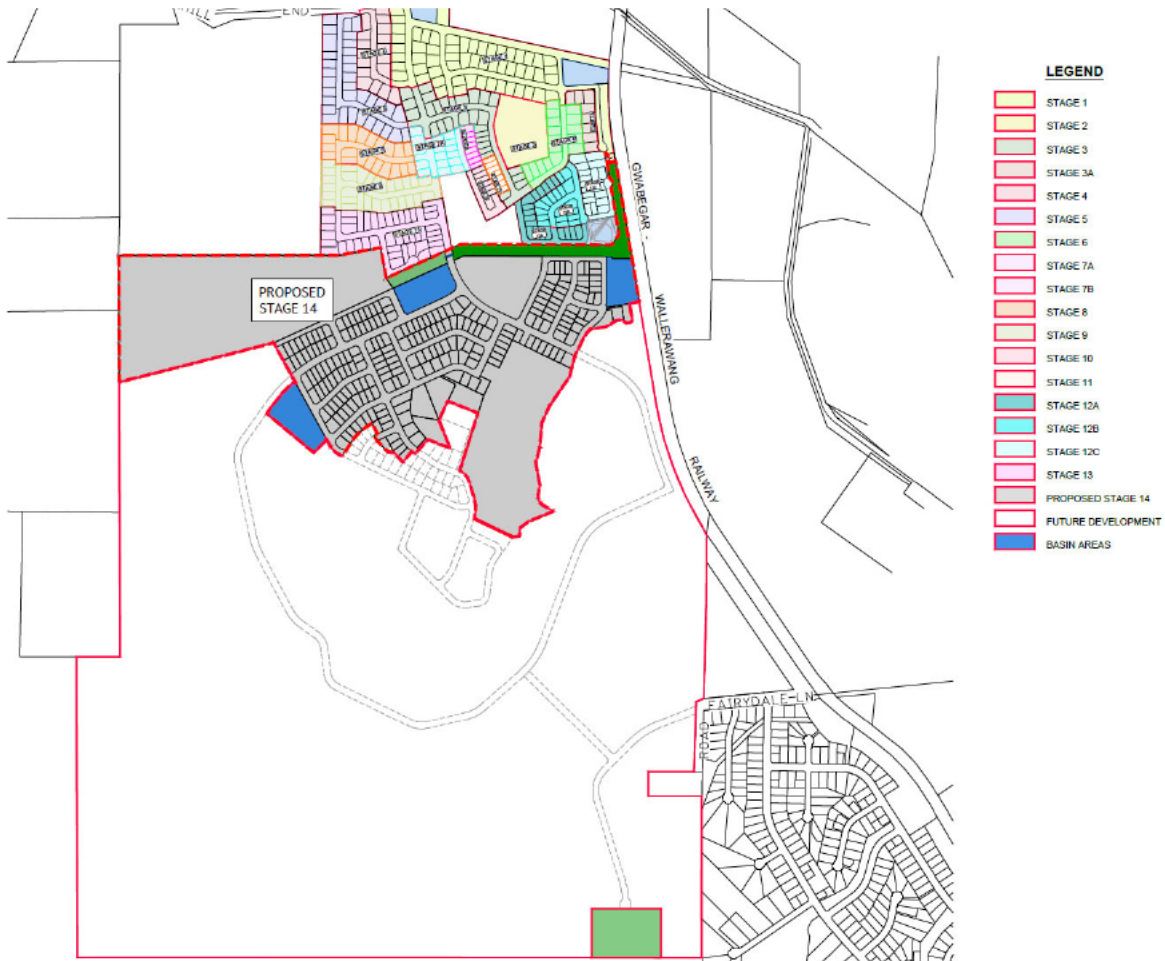 END
GWABEGAR -
WALLERAWANG
RAILWAY
PROPOSED
STAGE 14
ROAD
FAIRYDALE LN
LEGEND
STAGE 1
STAGE 2
STAGE 3
STAGE 3A
STAGE 4
STAGE 5
STAGE 6
STAGE 7A
STAGE 7B
STAGE 8
STAGE 9
STAGE 10
STAGE 11
STAGE 12A
STAGE 12B
STAGE 12C
STAGE 13
PROPOSED STAGE 14
FUTURE DEVELOPMENT
BASIN AREAS